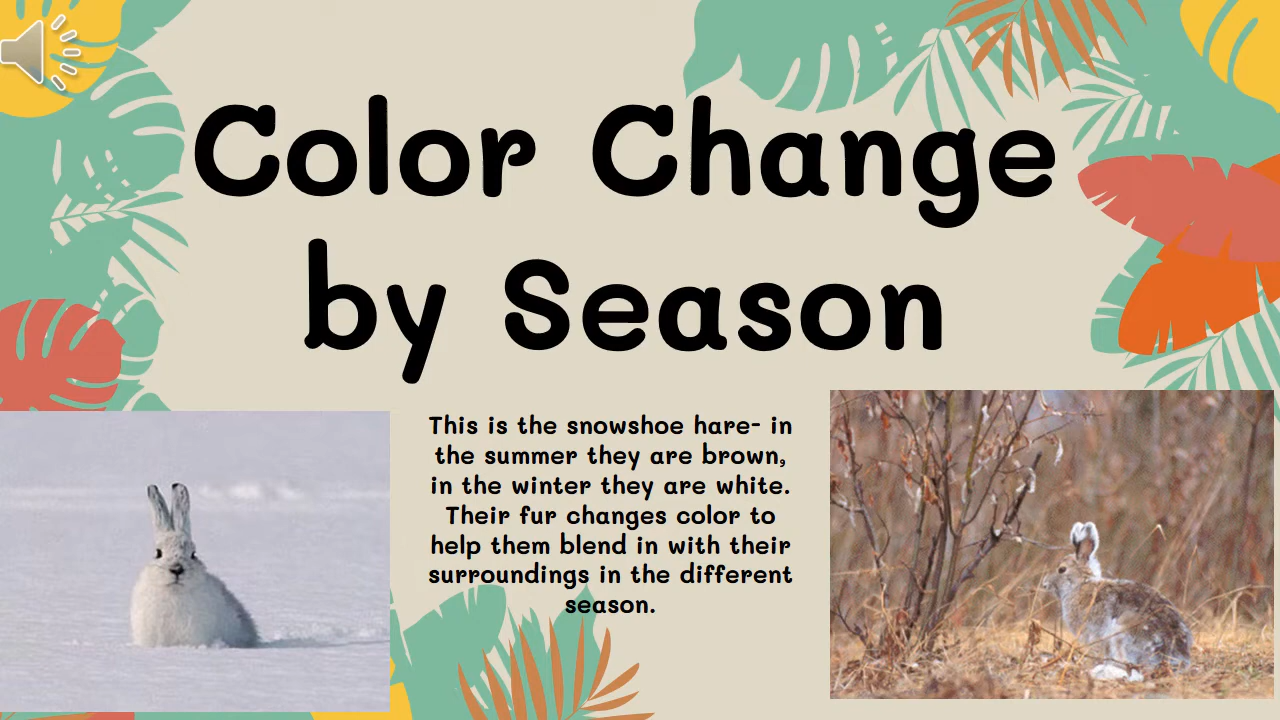 Color Change
by Season
This is the snowshoe hare- in
the summer they are brown,
in the winter they are white.
Their fur changes color to
help them blend in with their
surroundings in the different
season.